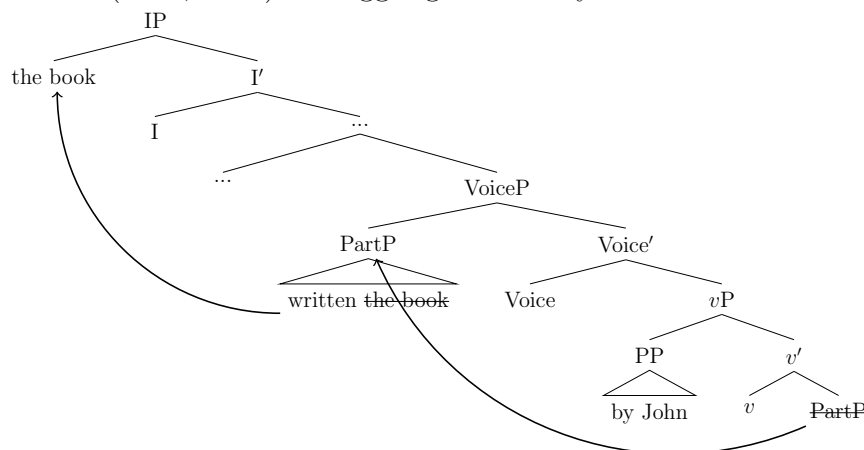 IP
the book I′
I ...
... VoiceP
PartP Voice′
written the book Voice vP
PP v′
by John v PartP